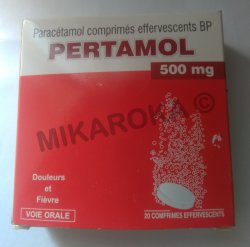 Paracétamol comprimés effervescents BP
PERTAMOL
500 mg
MIKAROKA ©
Douleurs
et
Fièvre
VOIE ORALE
20 COMPRIMES EFFERVESCENTS